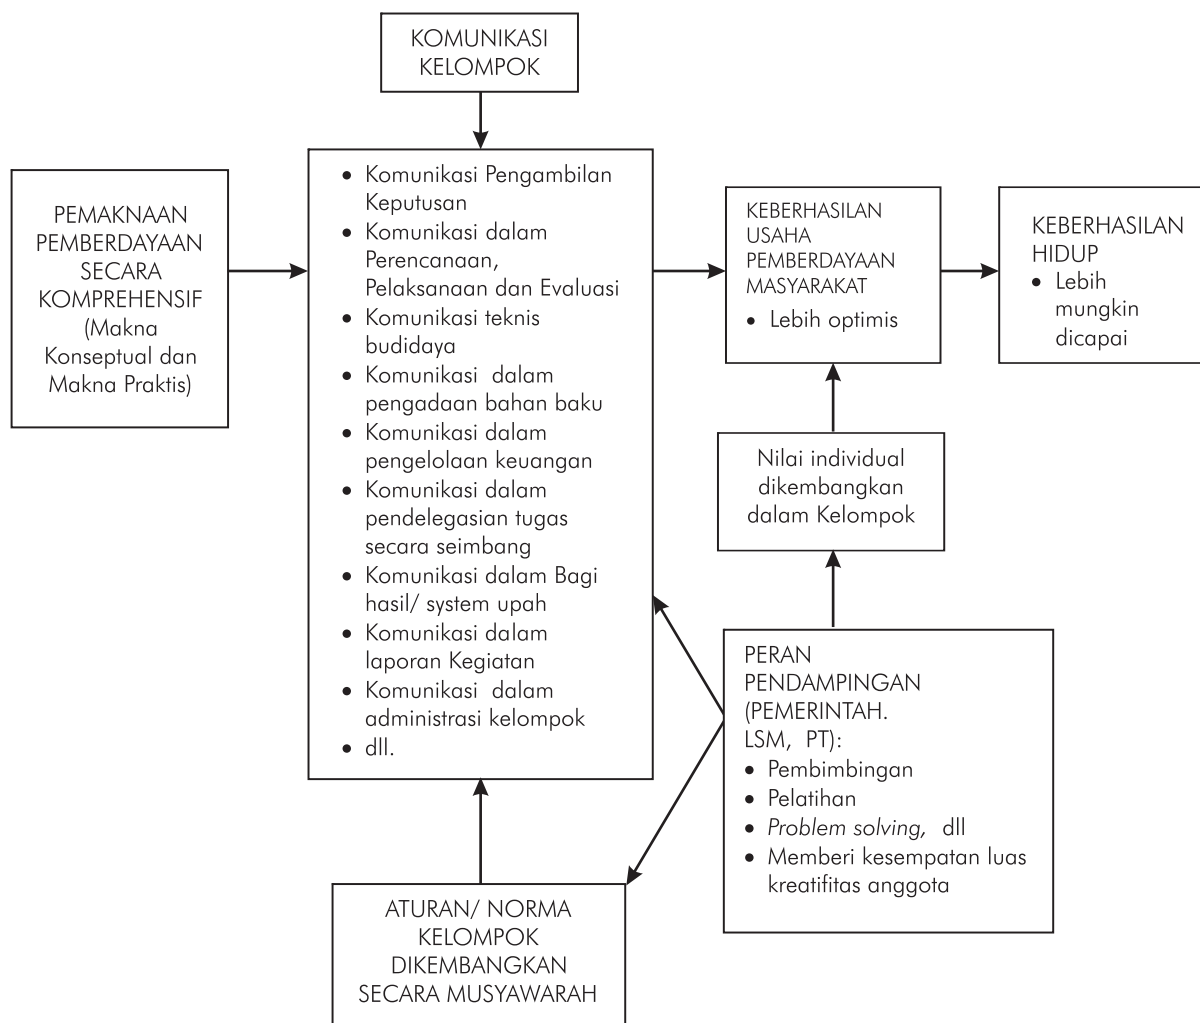 KOMUNIKASI
KELOMPOK
PEMAKNAAN
PEMBERDAYAAN
SECARA
KOMPREHENSIF
(Makna
Konseptual dan
Makna Praktis)
• Komunikasi Pengambilan
Keputusan
• Komunikasi dalam
Perencanaan,
Pelaksanaan dan Evaluasi
• Komunikasi teknis
budidaya
• Komunikasi dalam
pengadaan bahan baku
• Komunikasi dalam
pengelolaan keuangan
• Komunikasi dalam
pendelegasian tugas
secara seimbang
• Komunikasi dalam Bagi
hasil/ system upah
• Komunikasi dalam
laporan Kegiatan
• Komunikasi dalam
administrasi kelompok
• dll.
KEBERHASILAN
USAHA
PEMBERDAYAAN
MASYARAKAT
• Lebih optimis
KEBERHASILAN
HIDUP
• Lebih
mungkin
dicapai
Nilai individual
dikembangkan
dalam Kelompok
PERAN
PENDAMPINGAN
(PEMERINTAH.
LSM, PT):
• Pembimbingan
• Pelatihan
• Problem solving, dll
• Memberi kesempatan luas
kreatifitas anggota
ATURAN/ NORMA
KELOMPOK
DIKEMBANGKAN
SECARA MUSYAWARAH